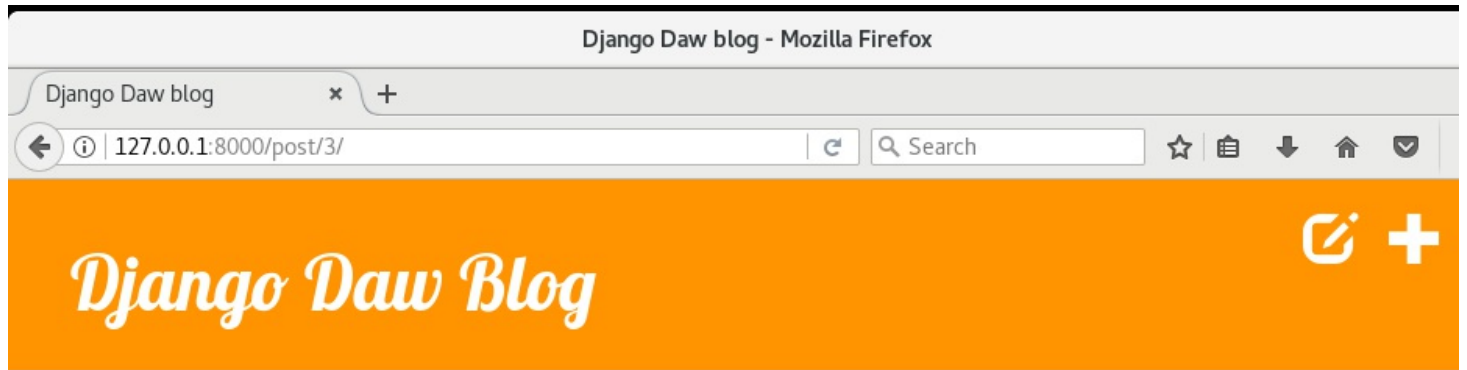 Django Daw blog - Mozilla Firefox
Django Daw blog
127.0.0.1:8000/post/3/ Search
Django Daw Blog